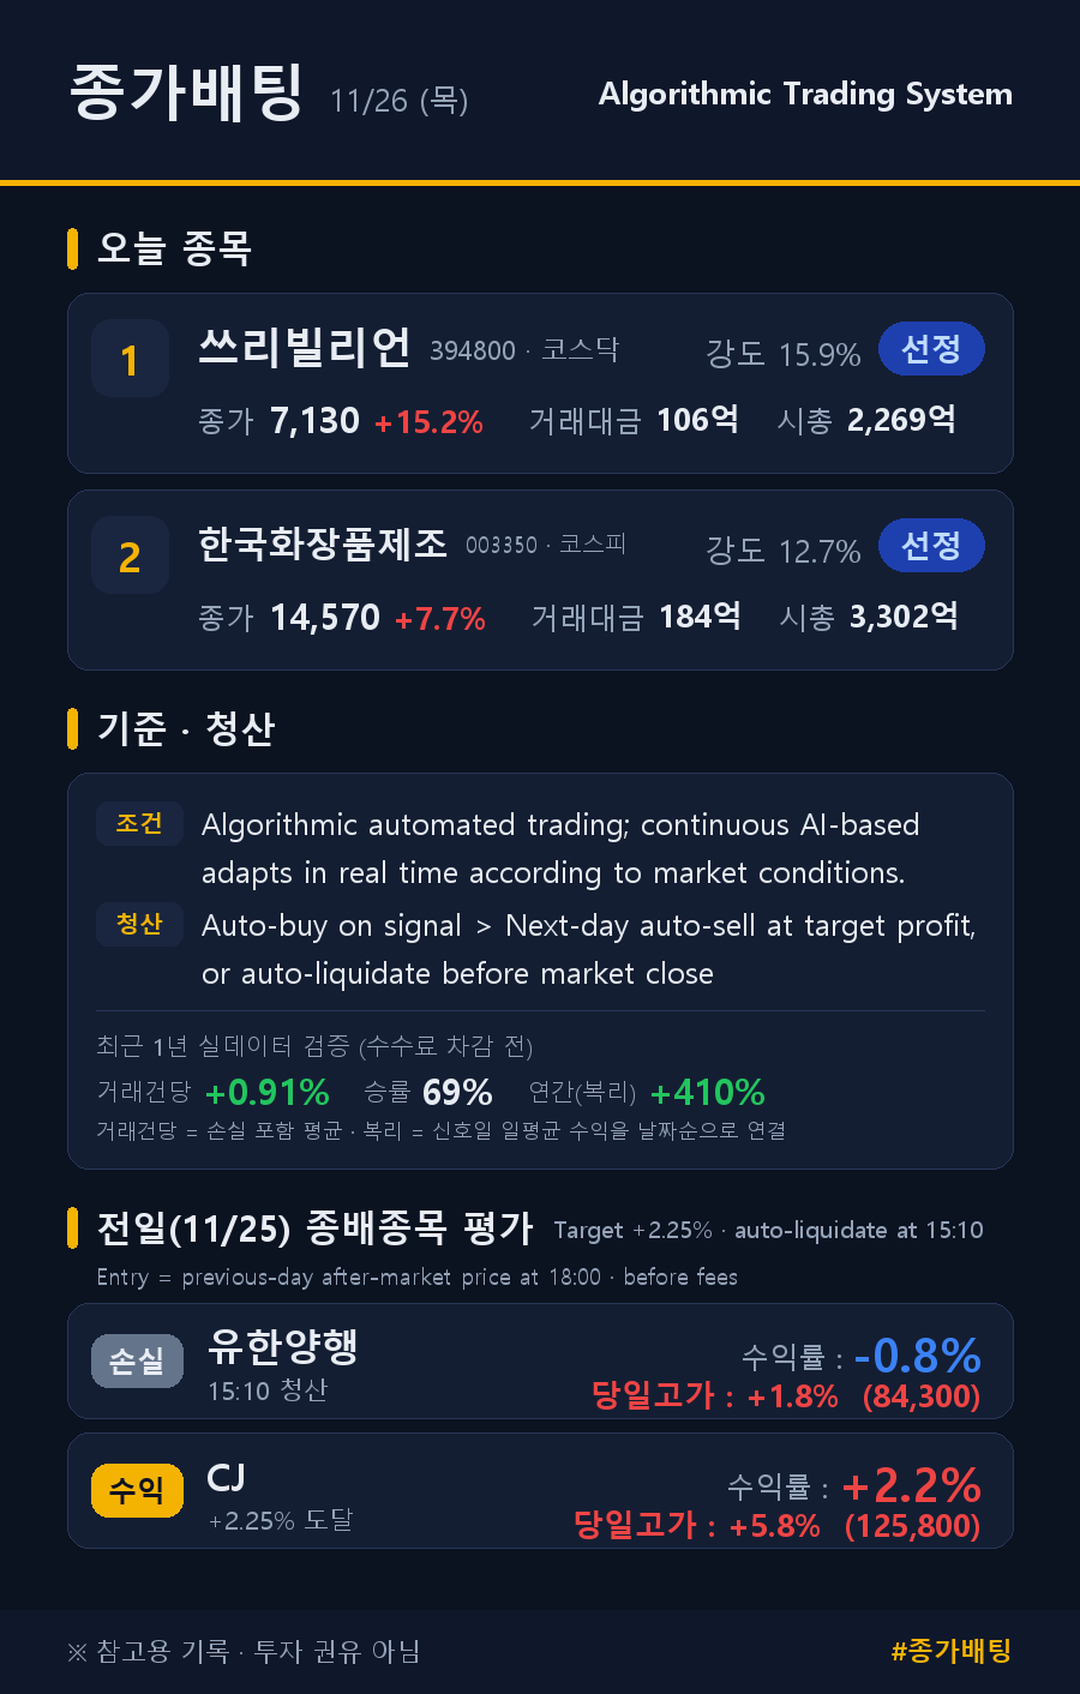 종가배팅 11/26 (목) Algorithmic Trading System
오늘 종목
1 쓰리빌리언 394800 · 코스닥 강도 15.9% 선정
종가 7,130 +15.2% 거래대금 106억 시총 2,269억
2 한국화장품제조 003350 · 코스피 강도 12.7% 선정
종가 14,570 +7.7% 거래대금 184억 시총 3,302억
기준 · 청산
조건 Algorithmic automated trading; continuous AI-based
adapts in real time according to market conditions.
청산 Auto-buy on signal > Next-day auto-sell at target profit,
or auto-liquidate before market close
최근 1년 실데이터 검증 (수수료 차감 전)
거래건당 +0.91% 승률 69% 연간(복리) +410%
거래건당 = 손실 포함 평균 · 복리 = 신호일 일평균 수익을 날짜순으로 연결
전일(11/25) 종배종목 평가 Target +2.25% · auto-liquidate at 15:10
Entry = previous-day after-market price at 18:00 · before fees
손실 유한양행 수익률 : -0.8%
15:10 청산 당일고가 : +1.8% (84,300)
수익 CJ 수익률 : +2.2%
+2.25% 도달 당일고가 : +5.8% (125,800)
※ 참고용 기록 · 투자 권유 아님 #종가배팅